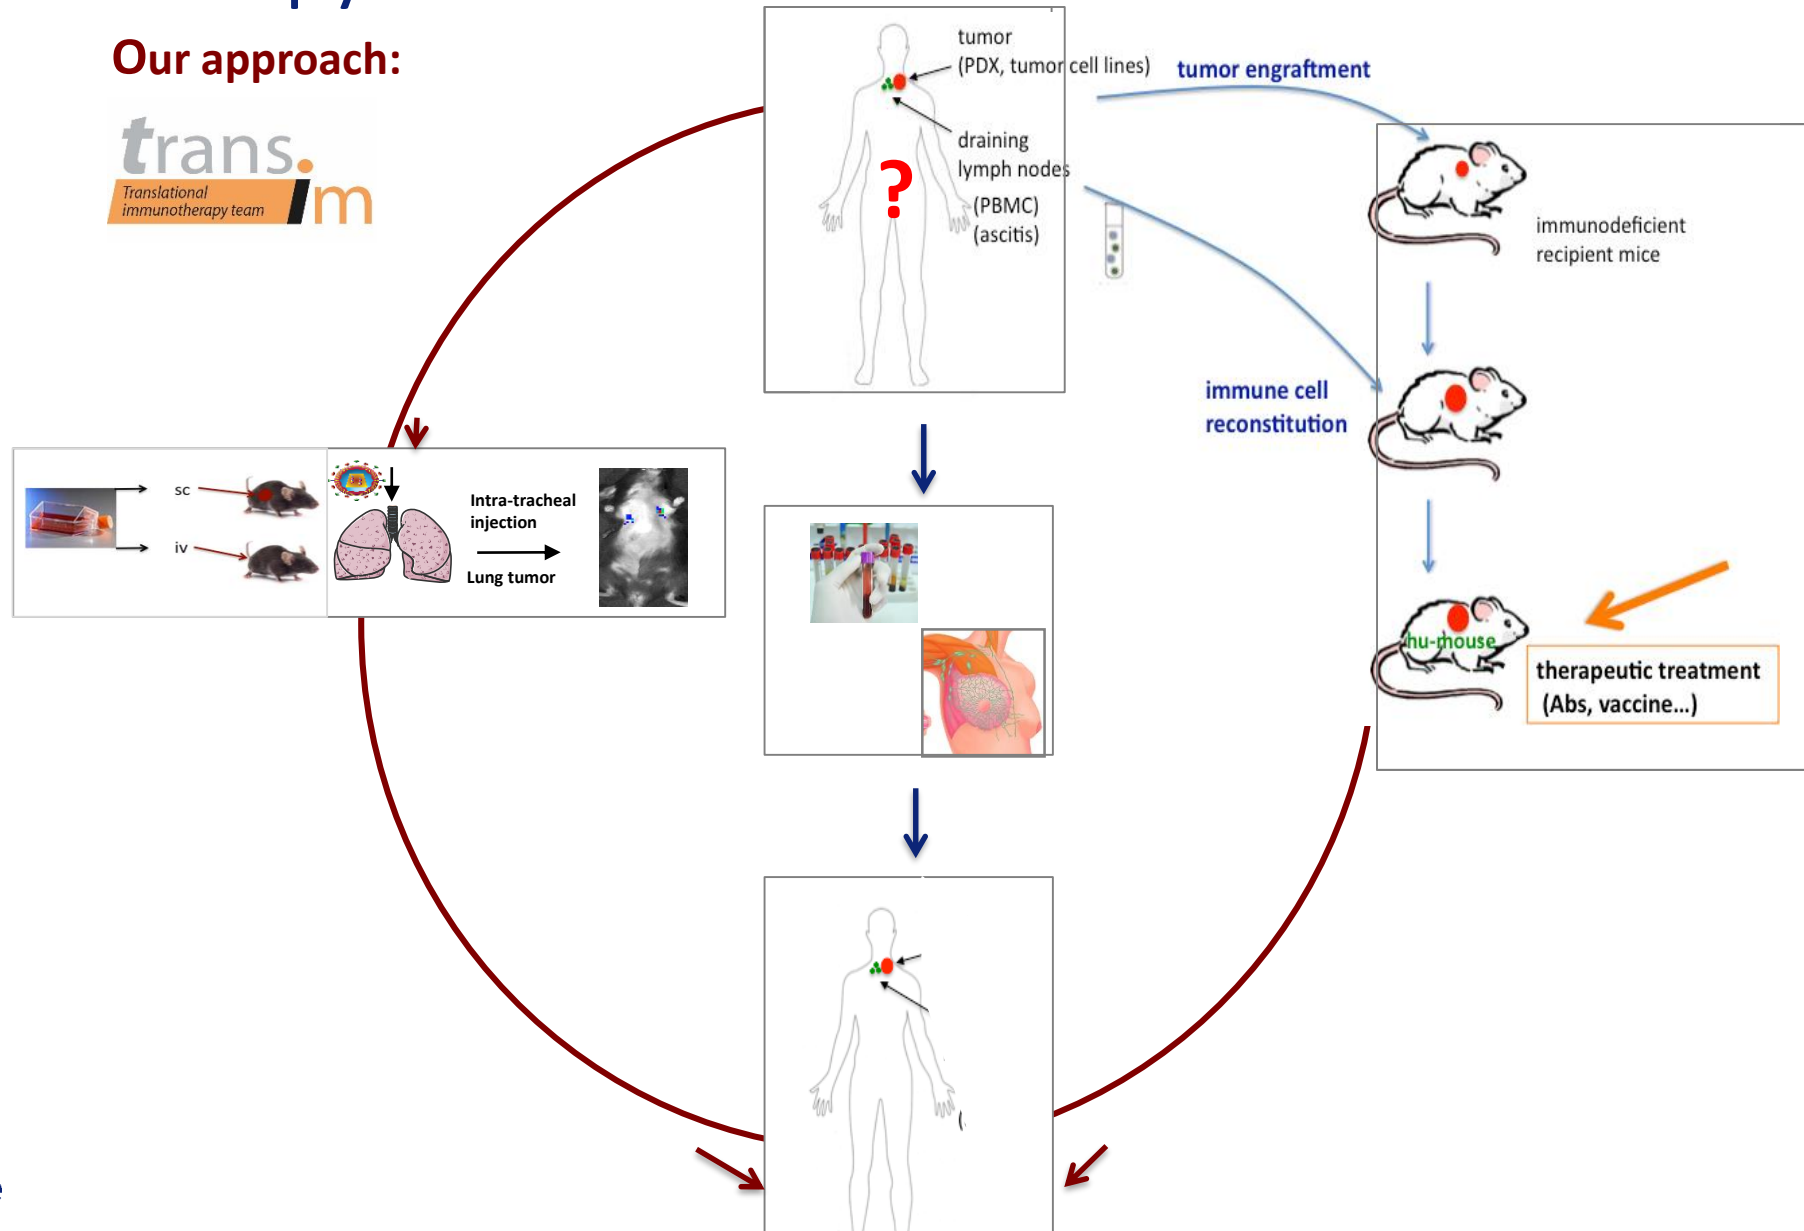 Our approach:
trans.im
Translational
immunotherapy team
tumor
(PDX, tumor cell lines)
draining
lymph nodes
(PBMC)
(ascitis)
?
tumor engraftment
immunodeficient
recipient mice
immune cell
reconstitution
sc
iv
Intra-tracheal
injection
Lung tumor
hu-mouse
therapeutic treatment
(Abs, vaccine...)
(